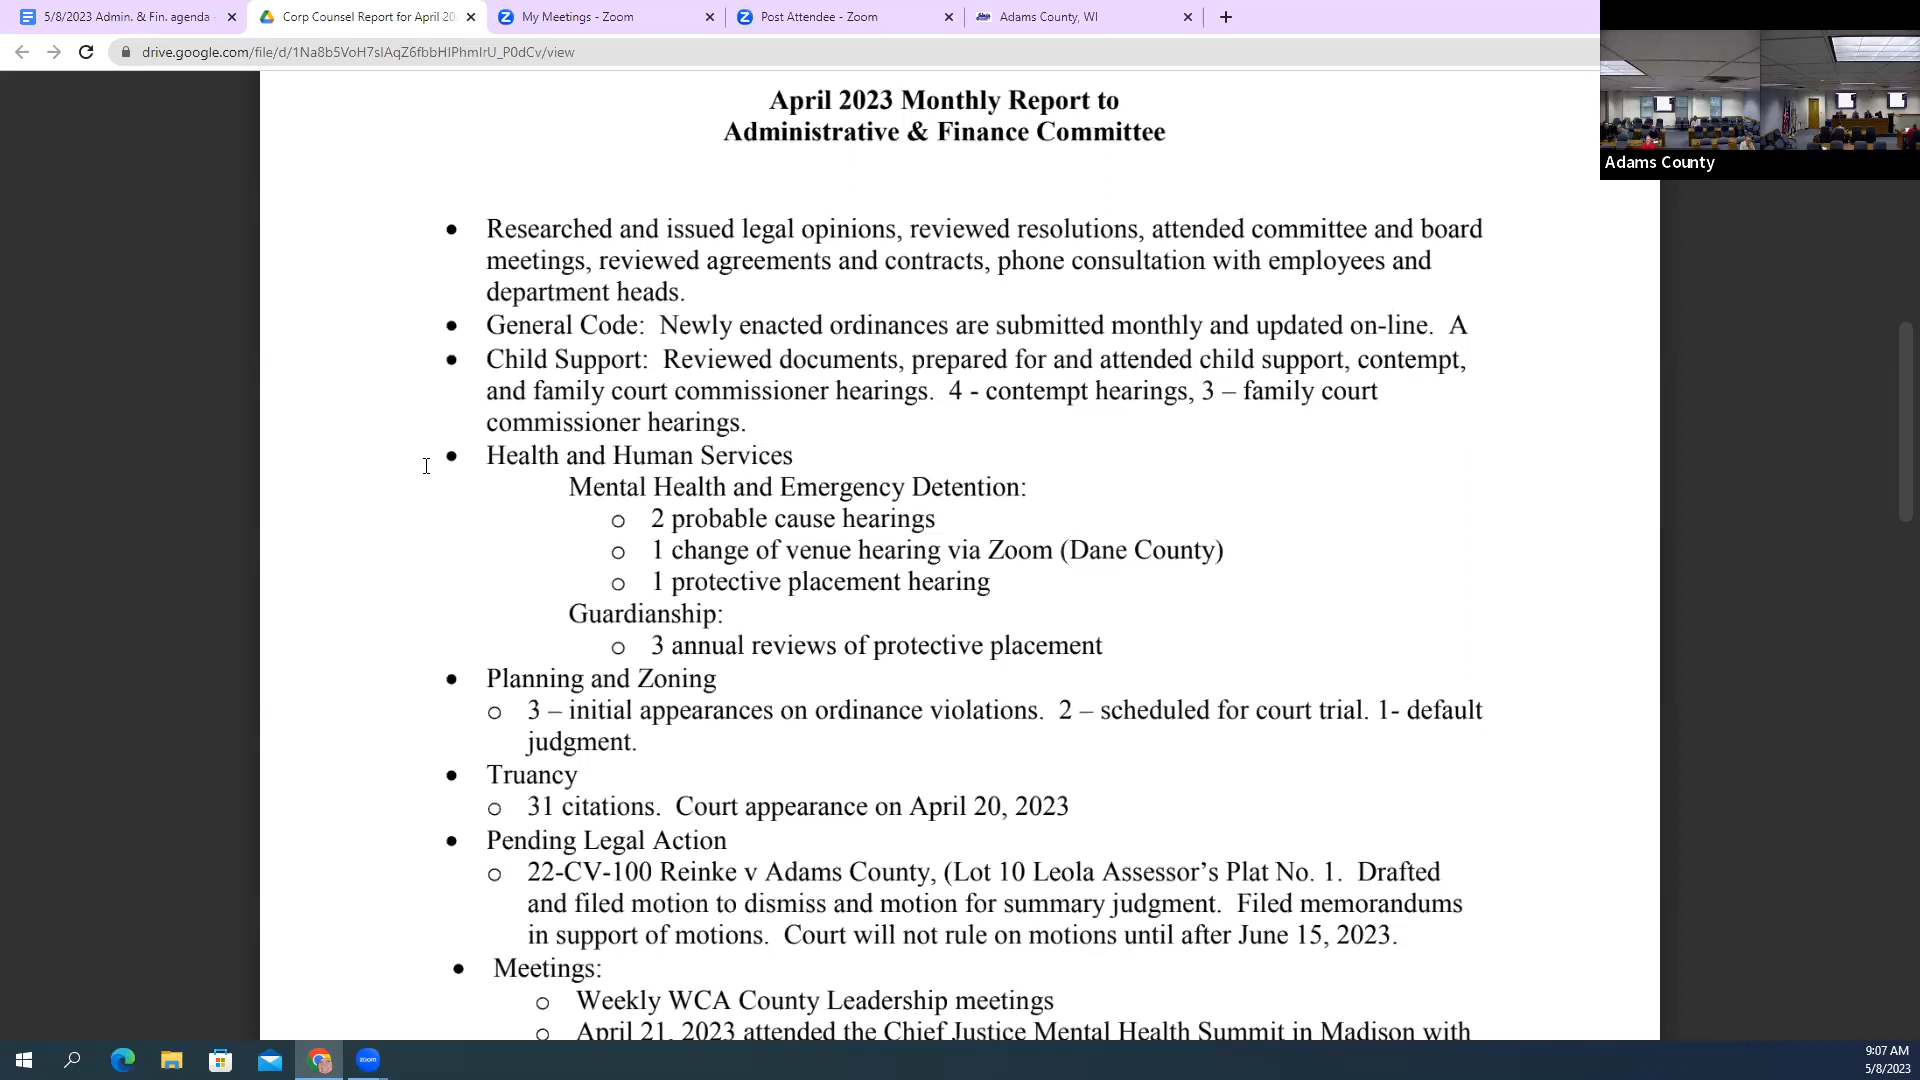 5/8/2023 Admin. & Fin. agenda
Corp Counsel Report for April 20
My Meetings - Zoom
Post Attendee - Zoom
Adams County, WI
drive.google.com/file/d/1Na8b5VoH7slAqZ6fbbHIPhmIrU_P0dCv/view
Adams County
April 2023 Monthly Report to
Administrative & Finance Committee
• Researched and issued legal opinions, reviewed resolutions, attended committee and board
meetings, reviewed agreements and contracts, phone consultation with employees and
department heads.
• General Code:  Newly enacted ordinances are submitted monthly and updated on-line.  A
• Child Support:  Reviewed documents, prepared for and attended child support, contempt,
and family court commissioner hearings.  4 - contempt hearings, 3 – family court
commissioner hearings.
• Health and Human Services
Mental Health and Emergency Detention:
o 2 probable cause hearings
o 1 change of venue hearing via Zoom (Dane County)
o 1 protective placement hearing
Guardianship:
o 3 annual reviews of protective placement
• Planning and Zoning
o 3 – initial appearances on ordinance violations.  2 – scheduled for court trial. 1- default
judgment.
• Truancy
o 31 citations.  Court appearance on April 20, 2023
• Pending Legal Action
o 22-CV-100 Reinke v Adams County, (Lot 10 Leola Assessor’s Plat No. 1.  Drafted
and filed motion to dismiss and motion for summary judgment.  Filed memorandums
in support of motions.  Court will not rule on motions until after June 15, 2023.
• Meetings:
o Weekly WCA County Leadership meetings
o April 21, 2023 attended the Chief Justice Mental Health Summit in Madison with
zoom
9:07 AM
5/8/2023